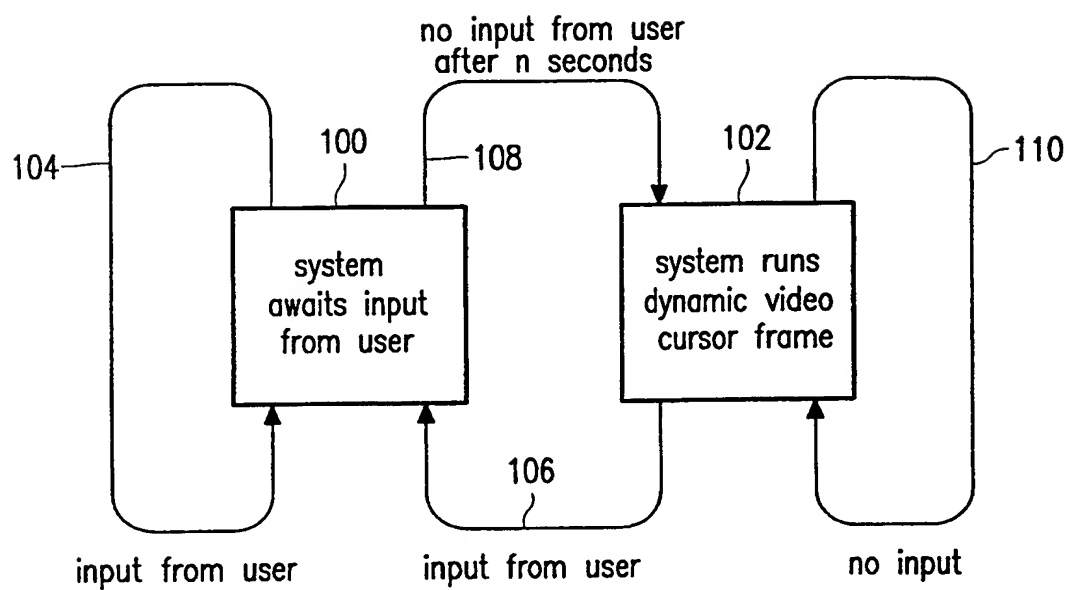 no input from user
after n seconds
104
100
108
102
110
system
awaits input
from user
system runs
dynamic video
cursor frame
106
input from user
input from user
no input